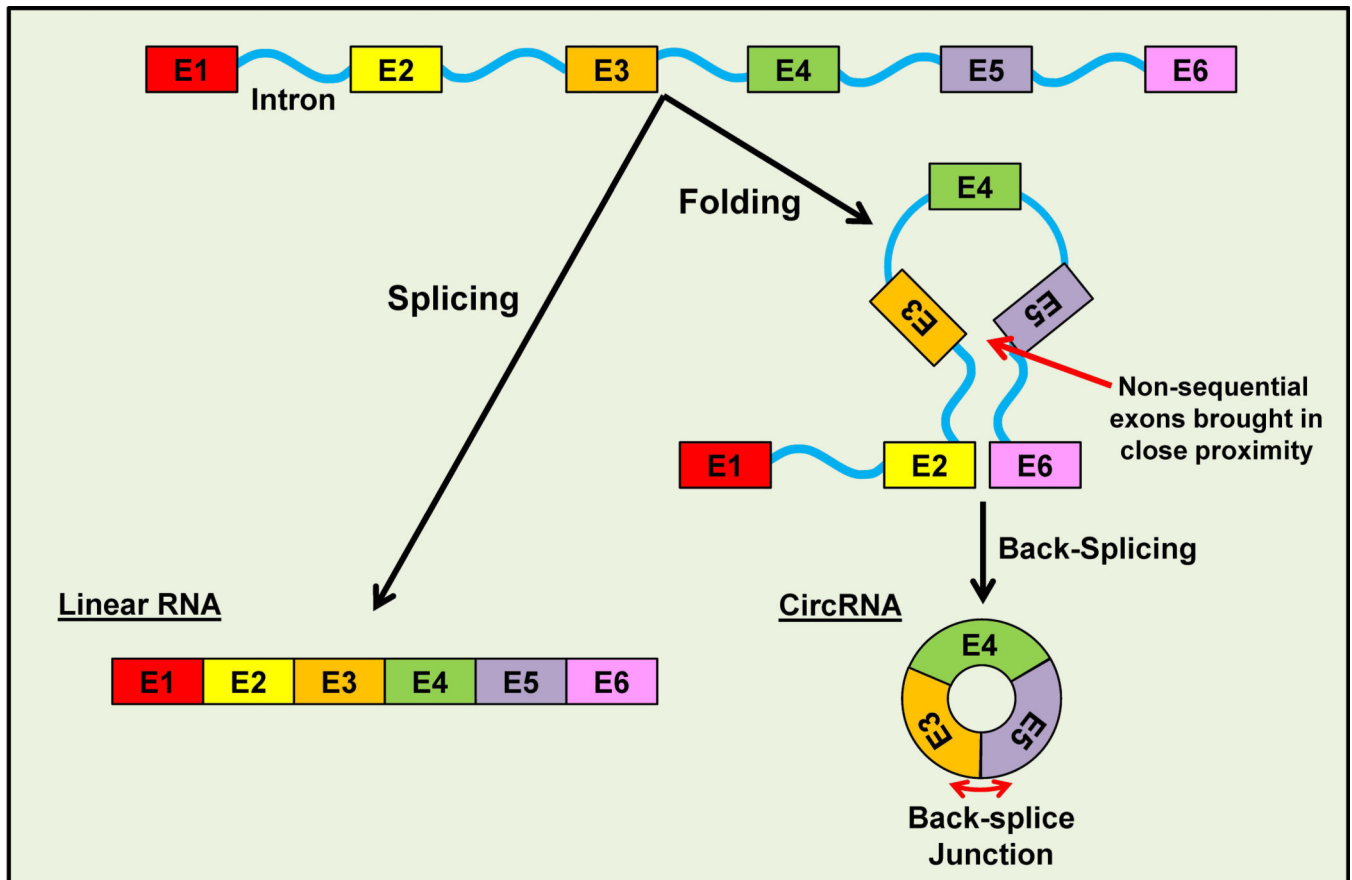 E1 E2 E3 E4 E5 E6
Intron
Folding
E4
E3 E5
Splicing
Non-sequential
exons brought in
close proximity
E1 E2 E6
Back-Splicing
Linear RNA
E1 E2 E3 E4 E5 E6
CircRNA
E4
E3 E5
Back-splice
Junction